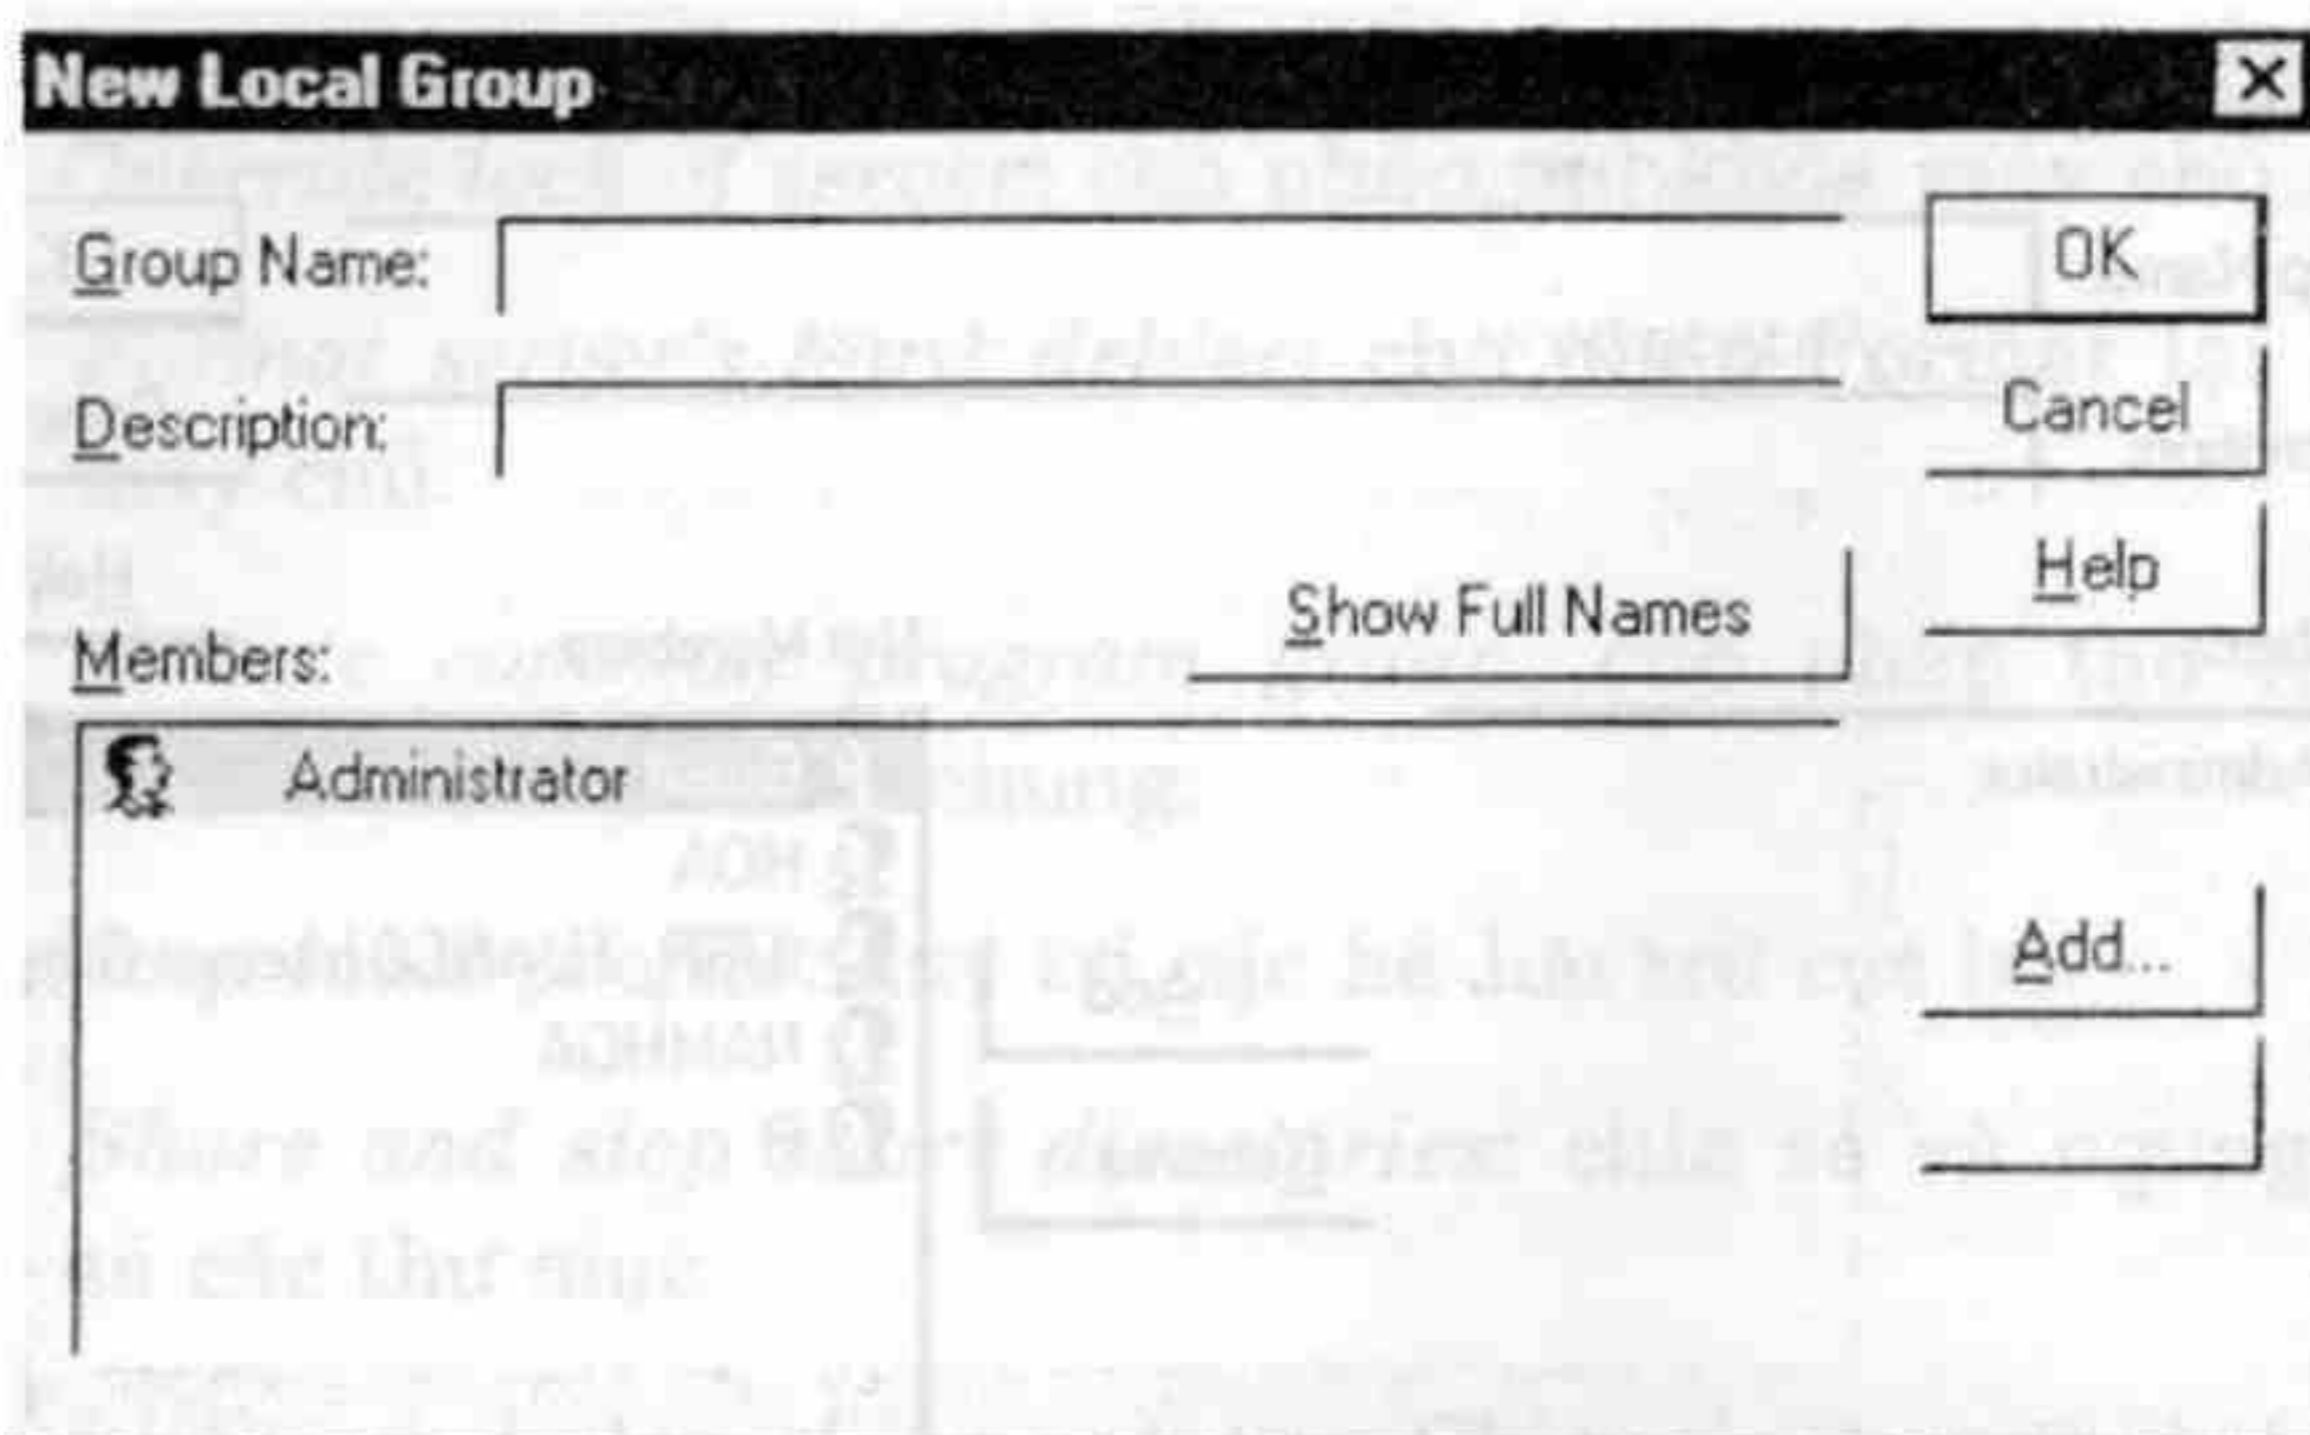 New Local Group
Group Name:
OK
Description:
Cancel
Show Full Names
Help
Members:
Administrator
Add...